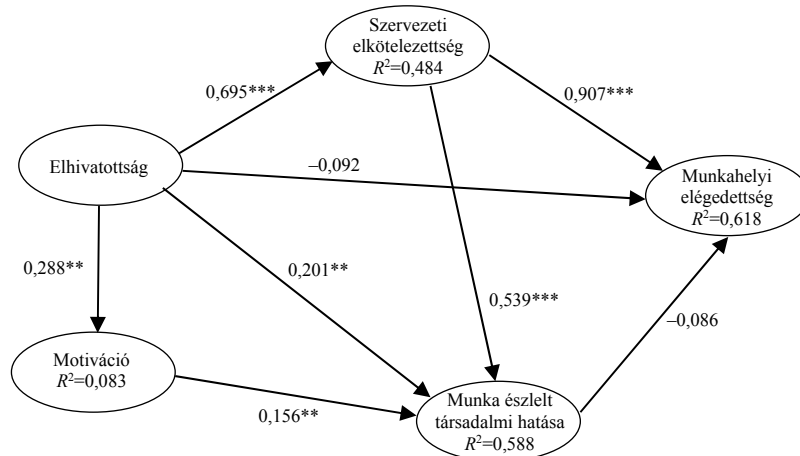 Szervezeti
elkötelezettség
R²=0,484
0,695***
0,907***
Elhivatottság
–0,092
Munkahelyi
elégedettség
R²=0,618
0,288**
0,201**
0,539***
–0,086
Motiváció
R²=0,083
0,156**
Munka észlelt
társadalmi hatása
R²=0,588